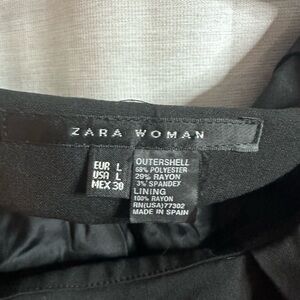 ZARA WOMAN
EUR L
USA L
MEX 30
OUTERSHELL
68% POLYESTER
29% RAYON
3% SPANDEX
LINING
100% RAYON
RN(USA)77302
MADE IN SPAIN